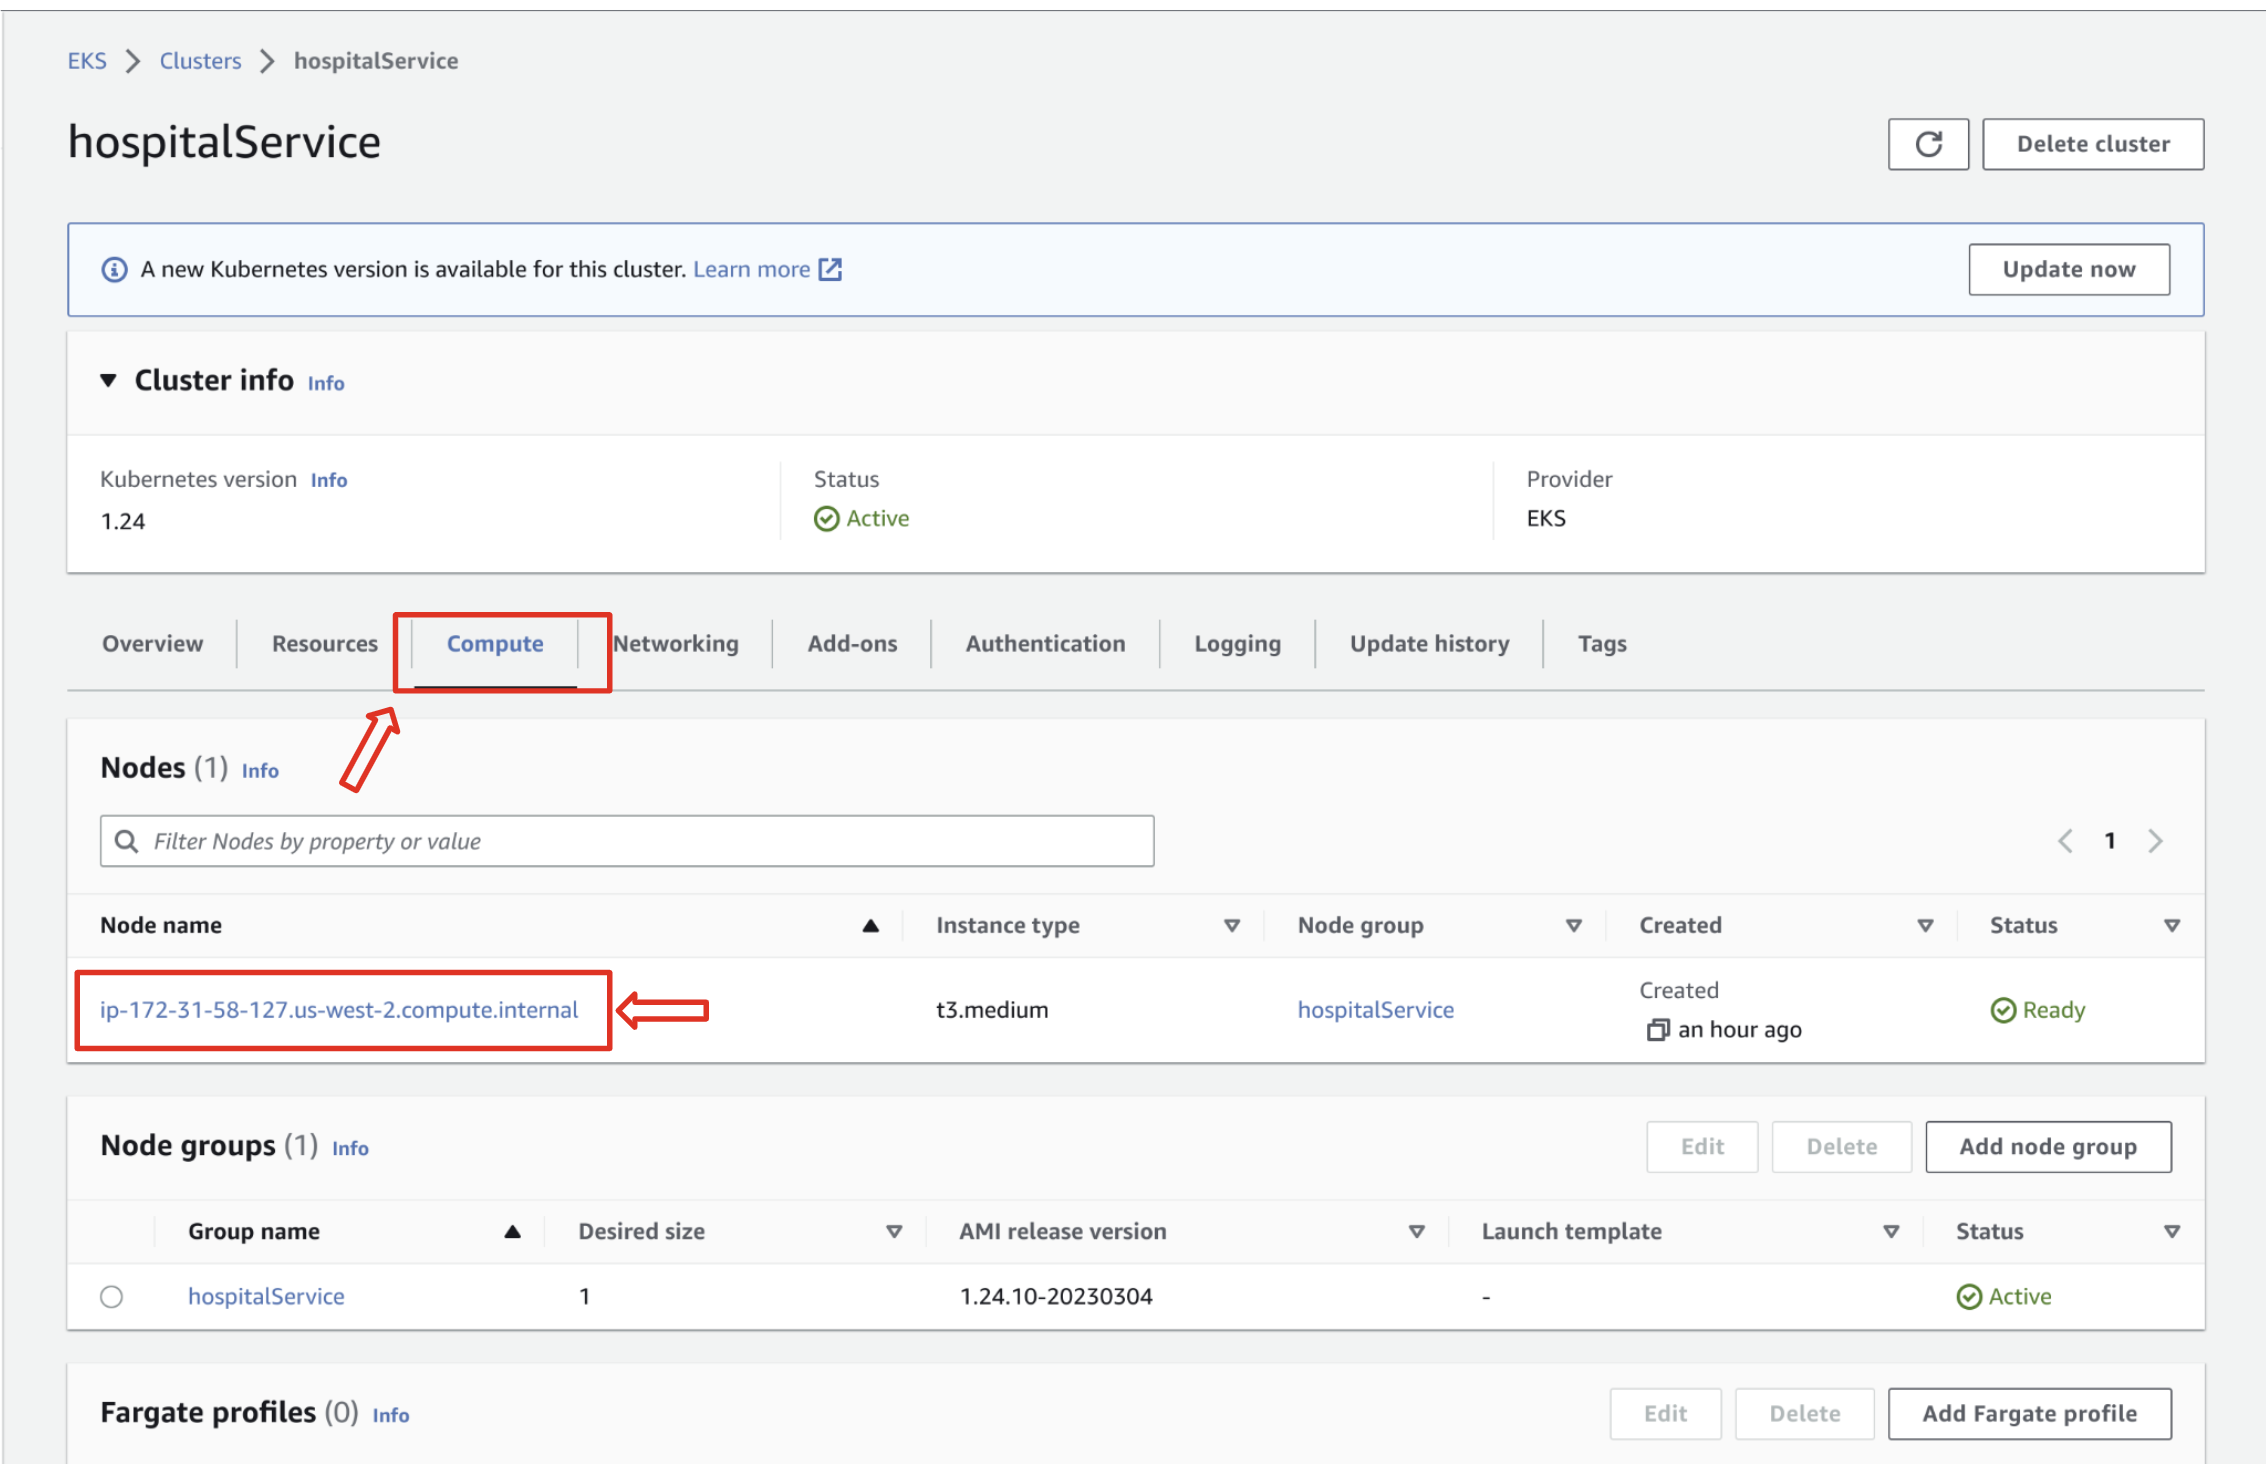 EKS > Clusters > hospitalService
hospitalService
Delete cluster
A new Kubernetes version is available for this cluster. Learn more
Update now
Cluster info Info
Kubernetes version Info
1.24
Status
Active
Provider
EKS
Overview Resources Compute Networking Add-ons Authentication Logging Update history Tags
Nodes (1) Info
Filter Nodes by property or value
1
Node name Instance type Node group Created Status
ip-172-31-58-127.us-west-2.compute.internal t3.medium hospitalService Created
an hour ago
Ready
Node groups (1) Info
Edit Delete Add node group
Group name Desired size AMI release version Launch template Status
hospitalService 1 1.24.10-20230304 - Active
Fargate profiles (0) Info
Edit Delete Add Fargate profile